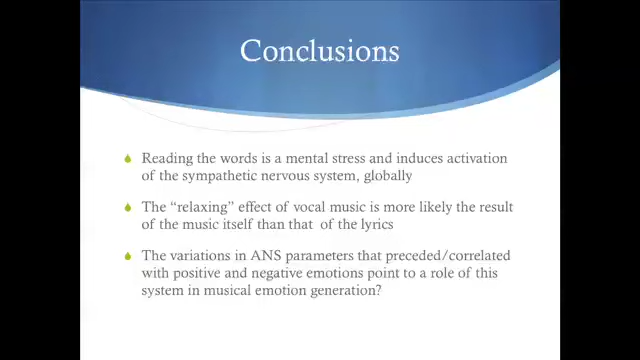 Conclusions
Reading the words is a mental stress and induces activation
of the sympathetic nervous system, globally
The “relaxing” effect of vocal music is more likely the result
of the music itself than that of the lyrics
The variations in ANS parameters that preceded/correlated
with positive and negative emotions point to a role of this
system in musical emotion generation?